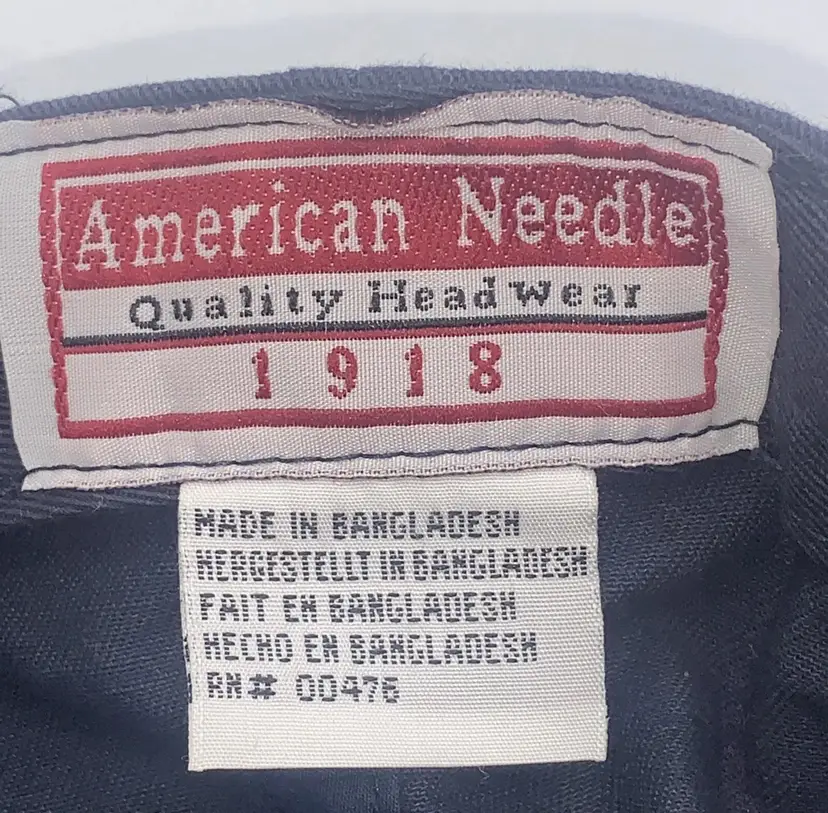 American Needle
Quality Headwear
1918
MADE IN BANGLADESH
HERGESTELLT IN BANGLADESH
FAIT EN BANGLADESH
HECHO EN BANGLADESH
RN# 00476